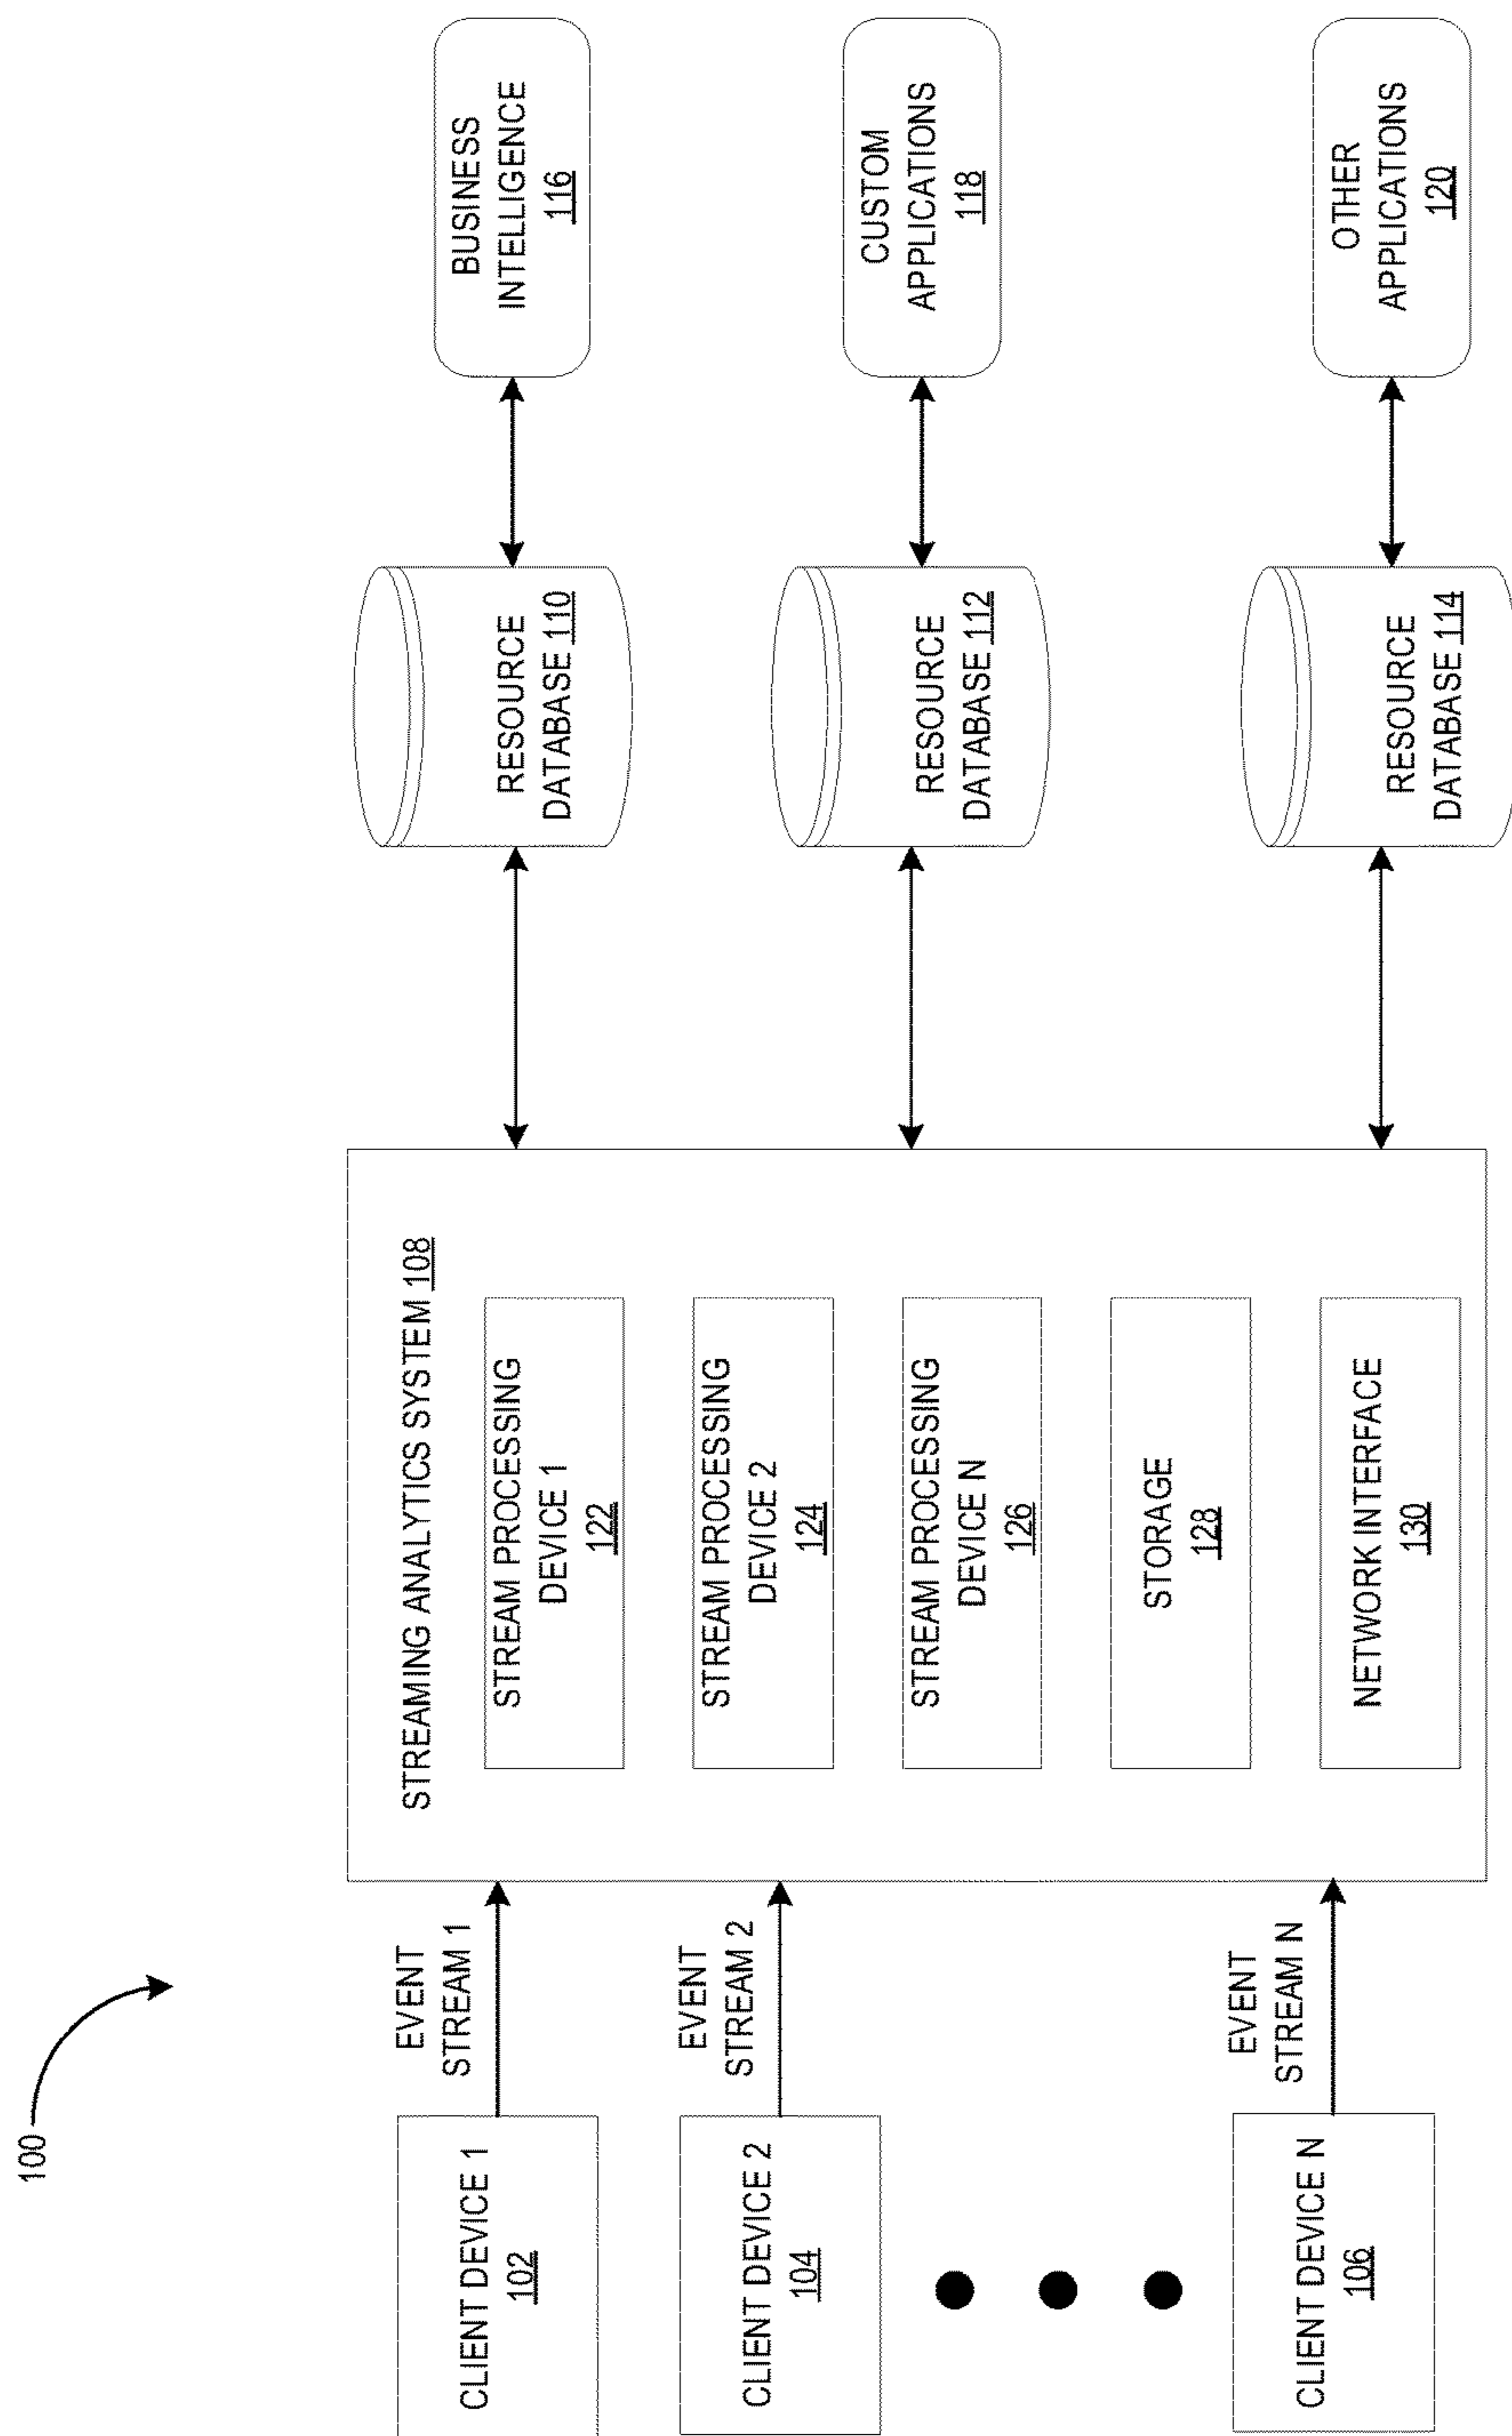 100
CLIENT DEVICE 1
102
CLIENT DEVICE 2
104
CLIENT DEVICE N
106
EVENT
STREAM 1
EVENT
STREAM 2
EVENT
STREAM N
STREAMING ANALYTICS SYSTEM 108
STREAM PROCESSING
DEVICE 1
122
STREAM PROCESSING
DEVICE 2
124
STREAM PROCESSING
DEVICE N
126
STORAGE
128
NETWORK INTERFACE
130
RESOURCE
DATABASE 110
RESOURCE
DATABASE 112
RESOURCE
DATABASE 114
BUSINESS
INTELLIGENCE
116
CUSTOM
APPLICATIONS
118
OTHER
APPLICATIONS
120